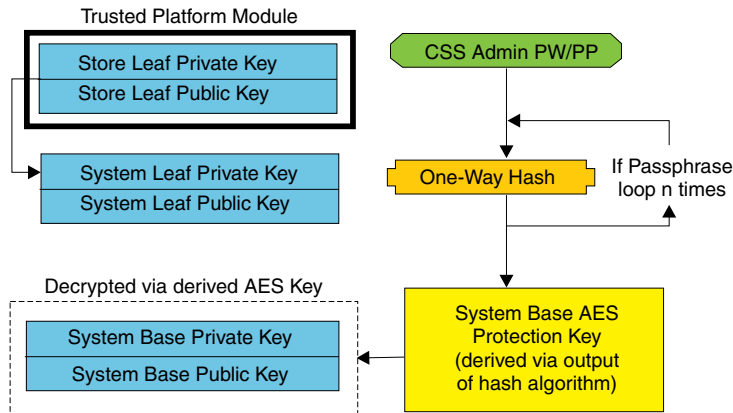 Trusted Platform Module
Store Leaf Private Key
Store Leaf Public Key
System Leaf Private Key
System Leaf Public Key
CSS Admin PW/PP
One-Way Hash
If Passphrase
loop n times
Decrypted via derived AES Key
System Base Private Key
System Base Public Key
System Base AES
Protection Key
(derived via output
of hash algorithm)